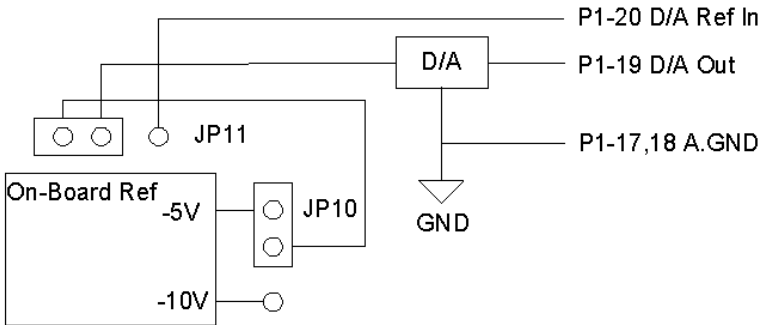 P1-20 D/A Ref In
D/A
P1-19 D/A Out
JP11
P1-17,18 A.GND
On-Board Ref
-5V
JP10
GND
-10V